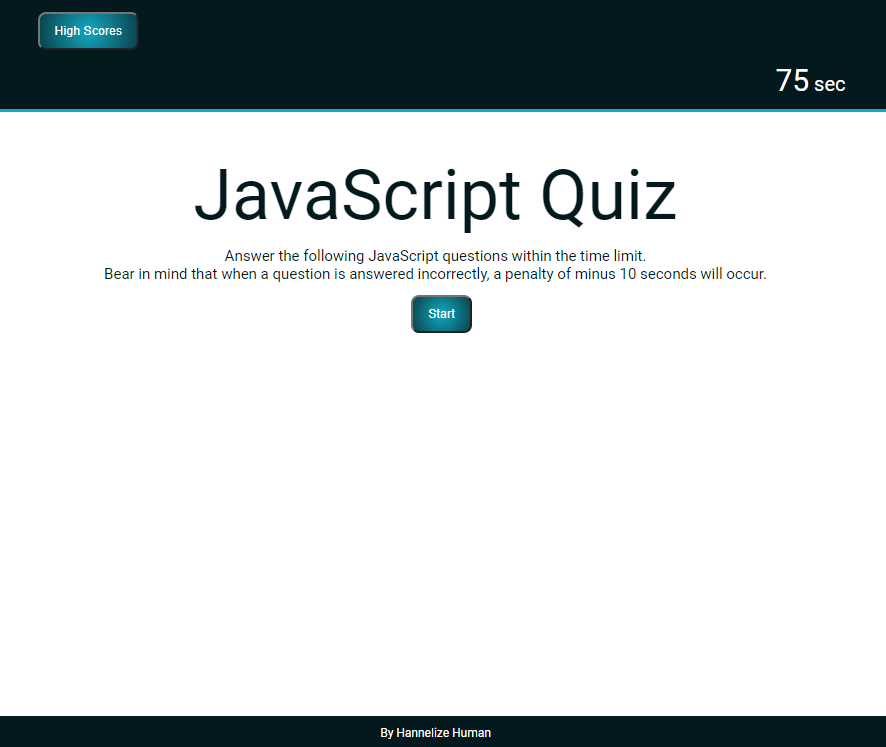 High Scores
75 sec
JavaScript Quiz
Answer the following JavaScript questions within the time limit.
Bear in mind that when a question is answered incorrectly, a penalty of minus 10 seconds will occur.
Start
By Hannelize Human